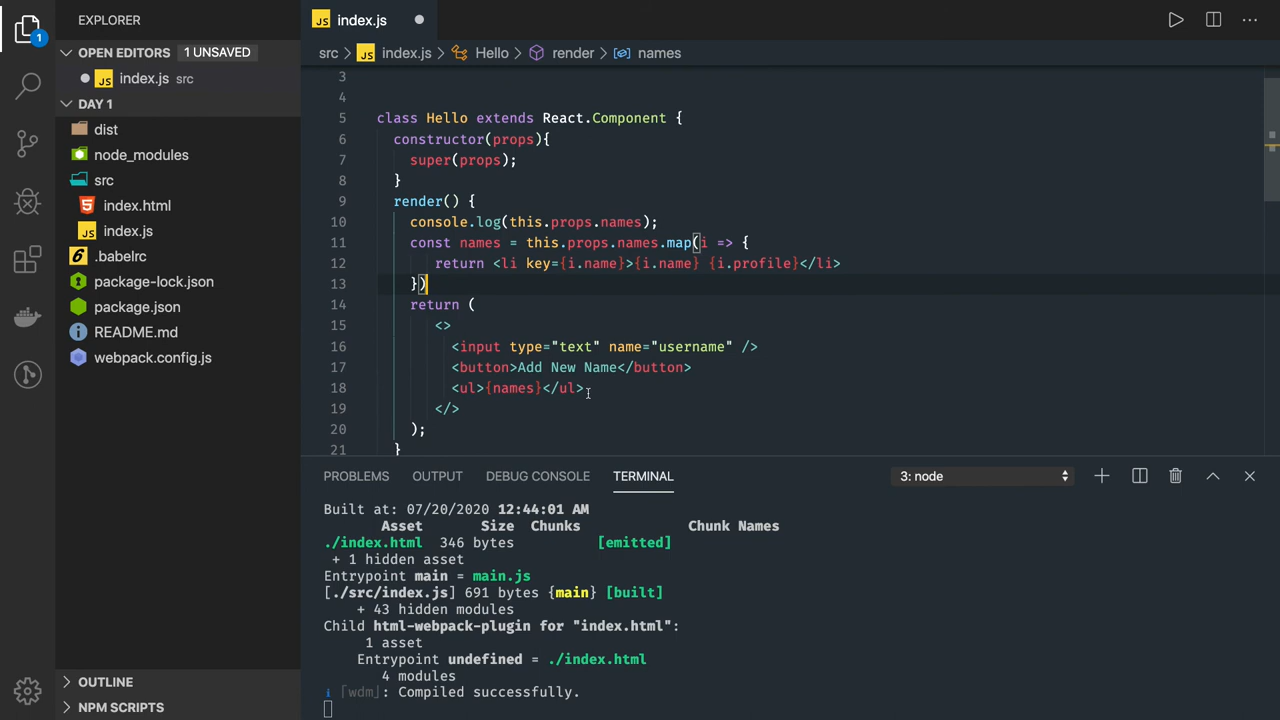 EXPLORER
1
OPEN EDITORS 1 UNSAVED
JS index.js src
DAY 1
dist
node_modules
src
index.html
JS index.js
.babelrc
package-lock.json
package.json
README.md
webpack.config.js
OUTLINE
NPM SCRIPTS
JS index.js
src > JS index.js > Hello > render > names
3
4
5 class Hello extends React.Component {
6 constructor(props){
7 super(props);
8 }
9 render() {
10 console.log(this.props.names);
11 const names = this.props.names.map(i => {
12 return <li key={i.name}>{i.name} {i.profile}</li>
13 })
14 return (
15 <>
16 <input type="text" name="username" />
17 <button>Add New Name</button>
18 <ul>{names}</ul>
19 </>
20 );
21 }
PROBLEMS OUTPUT DEBUG CONSOLE TERMINAL 3: node
Built at: 07/20/2020 12:44:01 AM
Asset Size Chunks Chunk Names
./index.html 346 bytes [emitted]
+ 1 hidden asset
Entrypoint main = main.js
[./src/index.js] 691 bytes {main} [built]
+ 43 hidden modules
Child html-webpack-plugin for "index.html":
1 asset
Entrypoint undefined = ./index.html
4 modules
i ｢wdm｣: Compiled successfully.